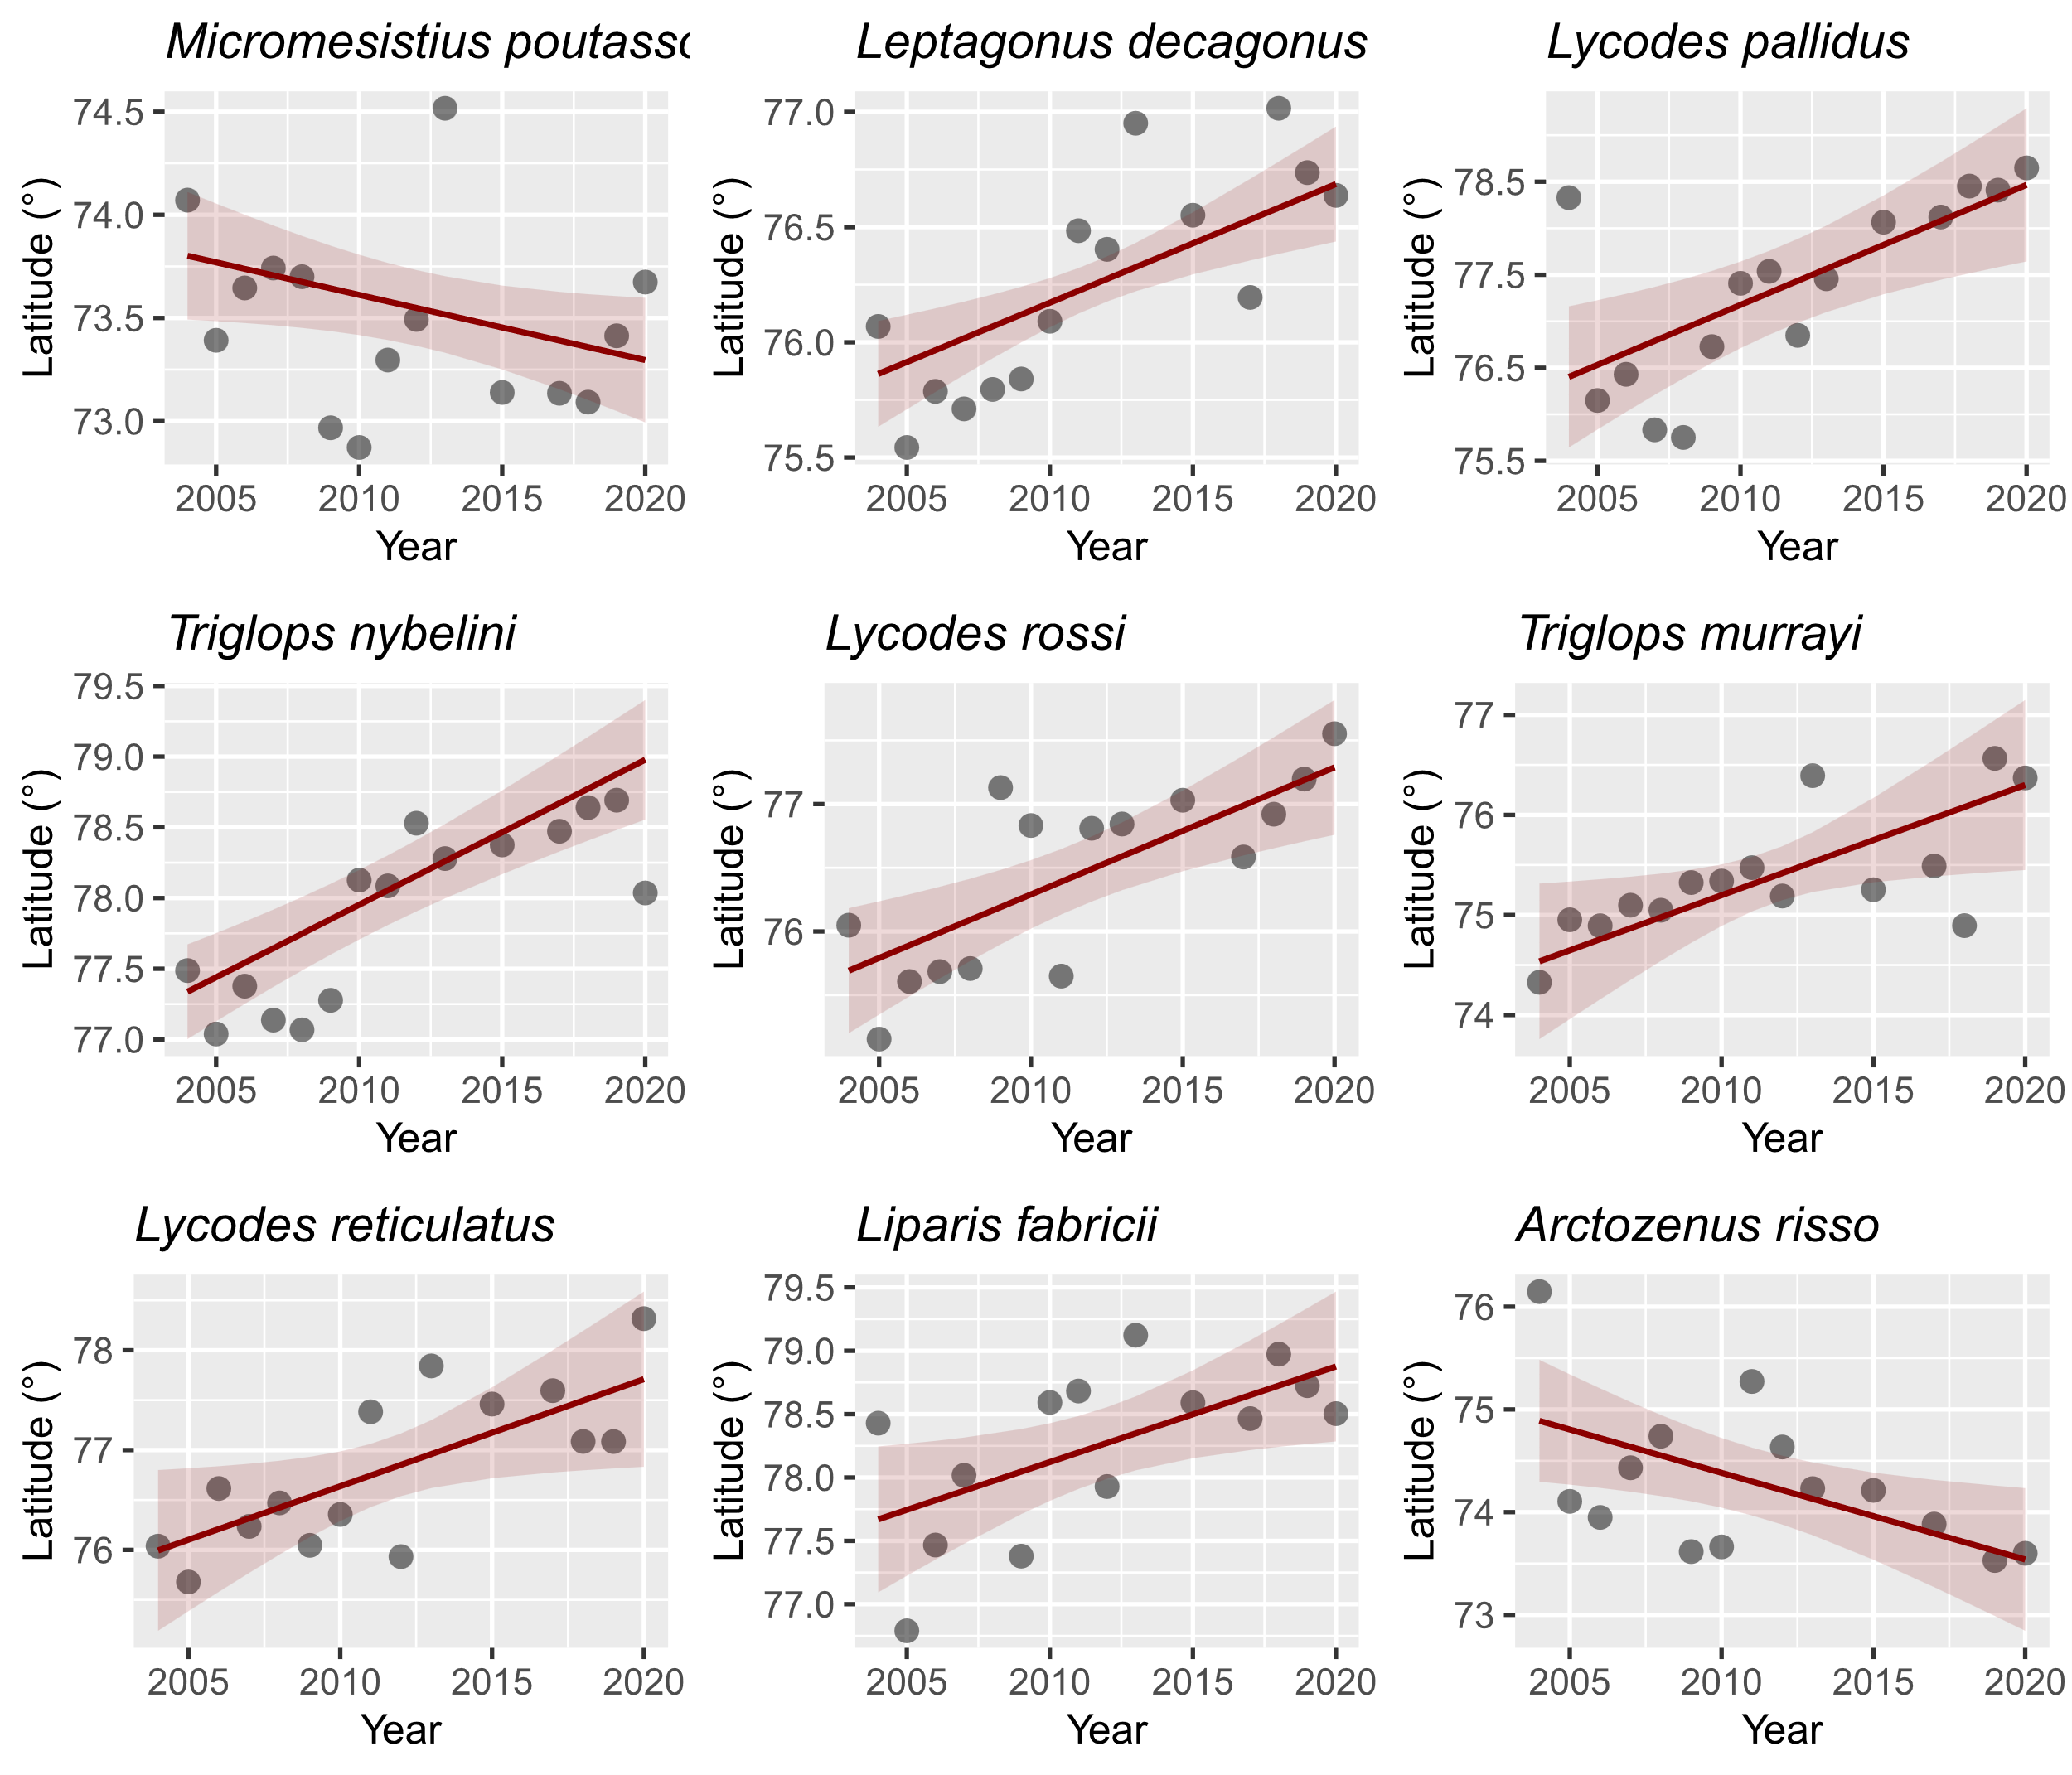 Micromesistius poutasso
Leptagonus decagonus
Lycodes pallidus
Latitude (°)
74.5
74.0
73.5
73.0
2005 2010 2015 2020
Year
Latitude (°)
77.0
76.5
76.0
75.5
2005 2010 2015 2020
Year
Latitude (°)
78.5
77.5
76.5
75.5
2005 2010 2015 2020
Year
Triglops nybelini
Lycodes rossi
Triglops murrayi
Latitude (°)
79.5
79.0
78.5
78.0
77.5
77.0
2005 2010 2015 2020
Year
Latitude (°)
77
76
2005 2010 2015 2020
Year
Latitude (°)
77
76
75
74
2005 2010 2015 2020
Year
Lycodes reticulatus
Liparis fabricii
Arctozenus risso
Latitude (°)
78
77
76
2005 2010 2015 2020
Year
Latitude (°)
79.5
79.0
78.5
78.0
77.5
77.0
2005 2010 2015 2020
Year
Latitude (°)
76
75
74
73
2005 2010 2015 2020
Year